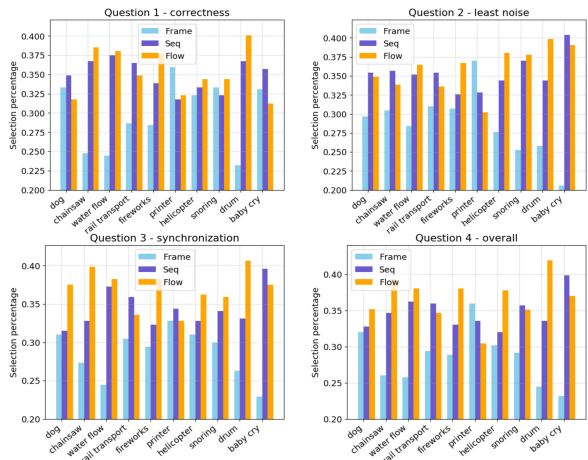 Question 1 - correctness
Selection percentage
0.400
0.375
0.350
0.325
0.300
0.275
0.250
0.225
0.200
Frame
Seq
Flow
dog
chainsaw
water flow
rail transport
fireworks
printer
helicopter
snoring
drum
baby cry
Question 2 - least noise
Selection percentage
0.400
0.375
0.350
0.325
0.300
0.275
0.250
0.225
0.200
Frame
Seq
Flow
dog
chainsaw
water flow
rail transport
fireworks
printer
helicopter
snoring
drum
baby cry
Question 3 - synchronization
Selection percentage
0.40
0.35
0.30
0.25
0.20
Frame
Seq
Flow
dog
chainsaw
water flow
rail transport
fireworks
printer
helicopter
snoring
drum
baby cry
Question 4 - overall
Selection percentage
0.40
0.35
0.30
0.25
0.20
Frame
Seq
Flow
dog
chainsaw
water flow
rail transport
fireworks
printer
helicopter
snoring
drum
baby cry